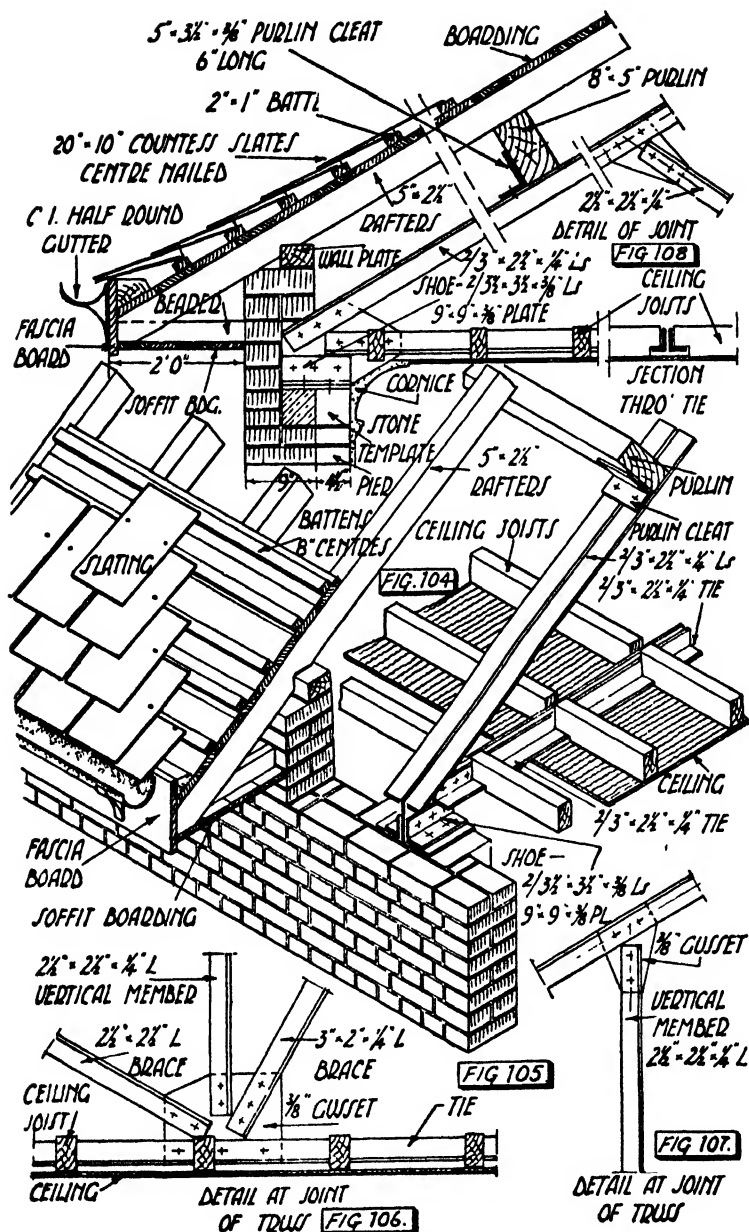 5" × 3½" × ⅜" PURLIN CLEAT
6" LONG
BOARDING
8" × 5" PURLIN
2" × 1" BATT
20" × 10" COUNTESS SLATES
CENTRE NAILED
5" × 2½"
RAFTERS
2½" × 2½" × ¼"
DETAIL OF JOINT
FIG 108
C I. HALF ROUND
GUTTER
WALL PLATE
2/3" × 2½" × ¼" Ls
SHOE- 2/3½" × 3½" × ⅜" Ls
9" × 9" × ⅜" PLATE
CEILING
JOISTS
BEARER
FASCIA
BOARD
2'0"
SOFFIT BDG.
CORNICE
STONE
TEMPLATE
PIER
9"
4½"
SECTION
THRO' TIE
5" × 2½"
RAFTERS
PURLIN
BATTENS
8" CENTRES
SLATING
CEILING JOISTS
PURLIN CLEAT
2/3" × 2½" × ¼" Ls
2/3" × 2½" × ¼" TIE
FIG. 104
CEILING
2/3" × 2½" × ¼" TIE
FASCIA
BOARD
SOFFIT BOARDING
SHOE—
2/3½" × 3½" × ⅜ Ls
9" × 9" × ⅜ PL
2½" × 2½" × ¼" L
VERTICAL MEMBER
2½" × 2½" L
BRACE
3" × 2" × ¼" L
BRACE
FIG 105
⅜" GUSSET
VERTICAL
MEMBER
2½" × 2½" × ¼" L
CEILING
JOIST
⅜" GUSSET
TIE
FIG 107.
CEILING
DETAIL AT JOINT
OF TRUSS FIG 106.
DETAIL AT JOINT
OF TRUSS